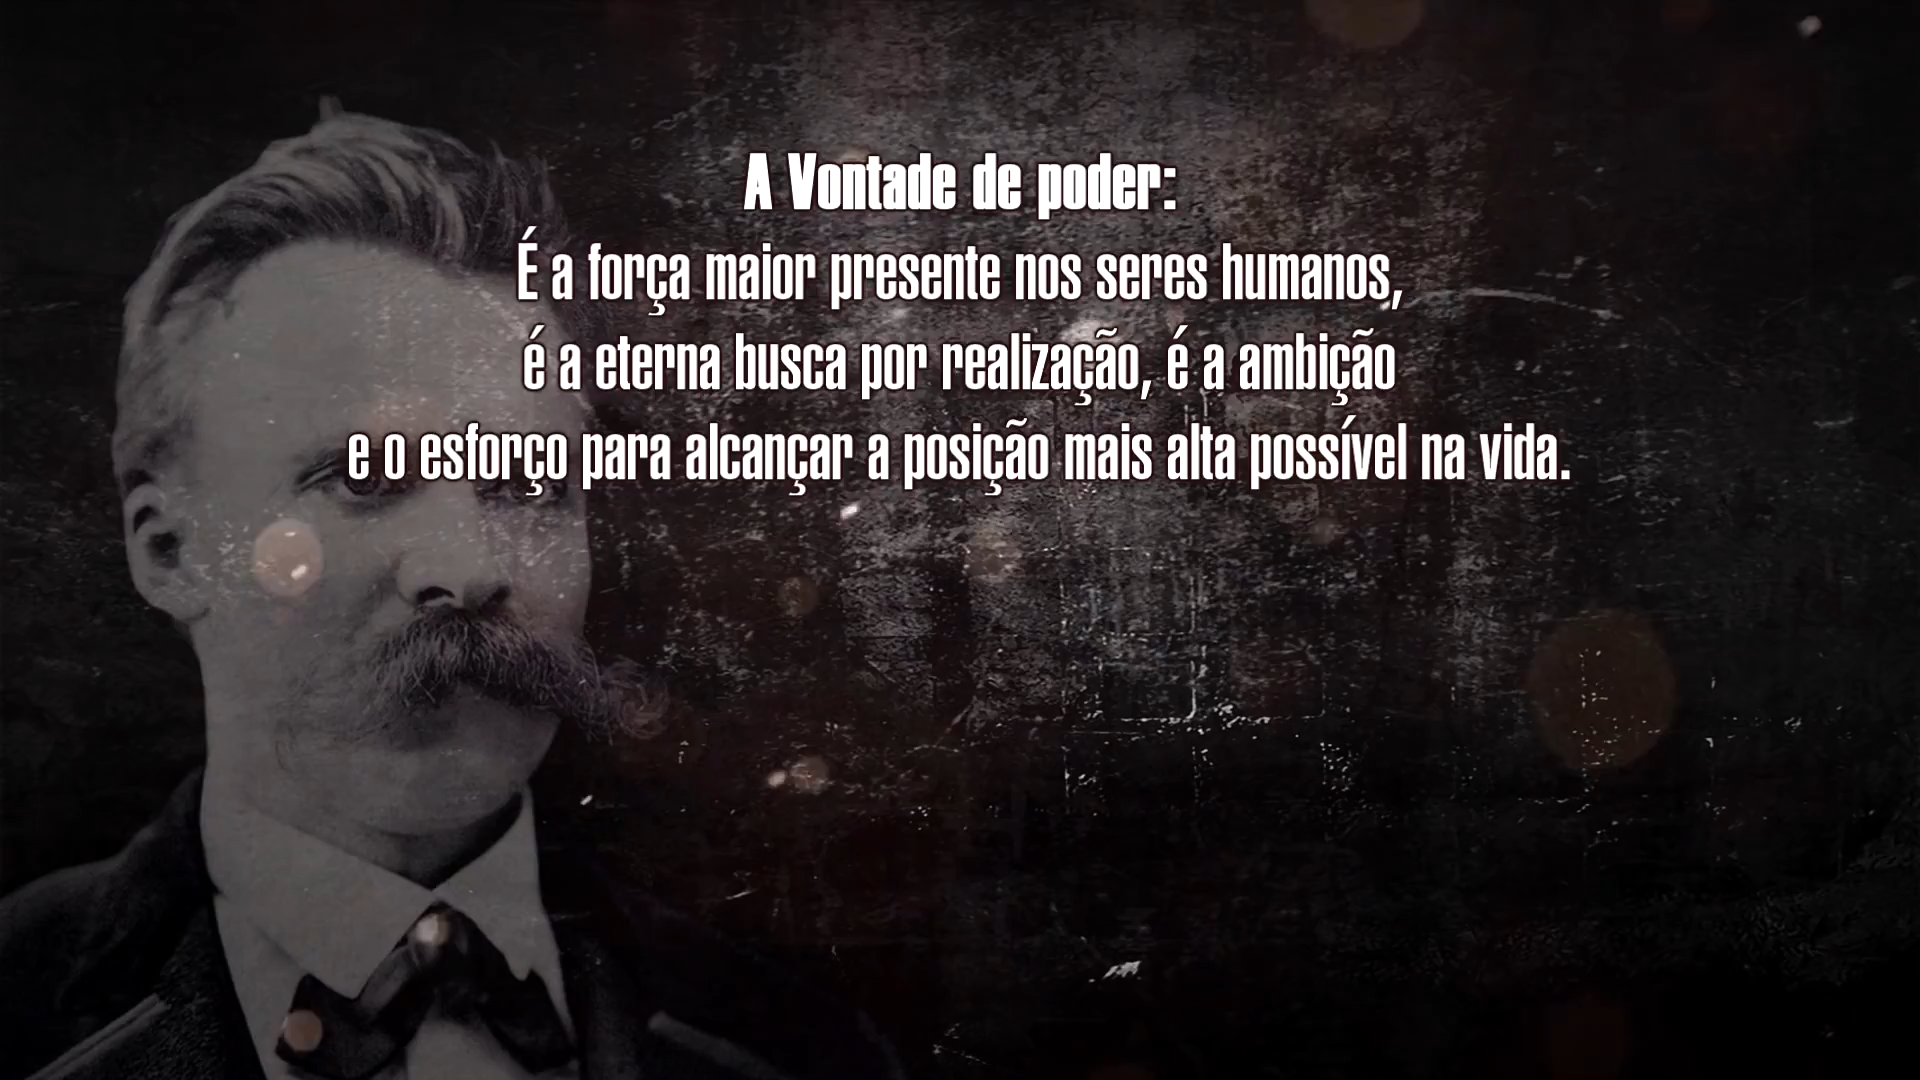 A Vontade de poder:
É a força maior presente nos seres humanos,
é a eterna busca por realização, é a ambição
e o esforço para alcançar a posição mais alta possível na vida.